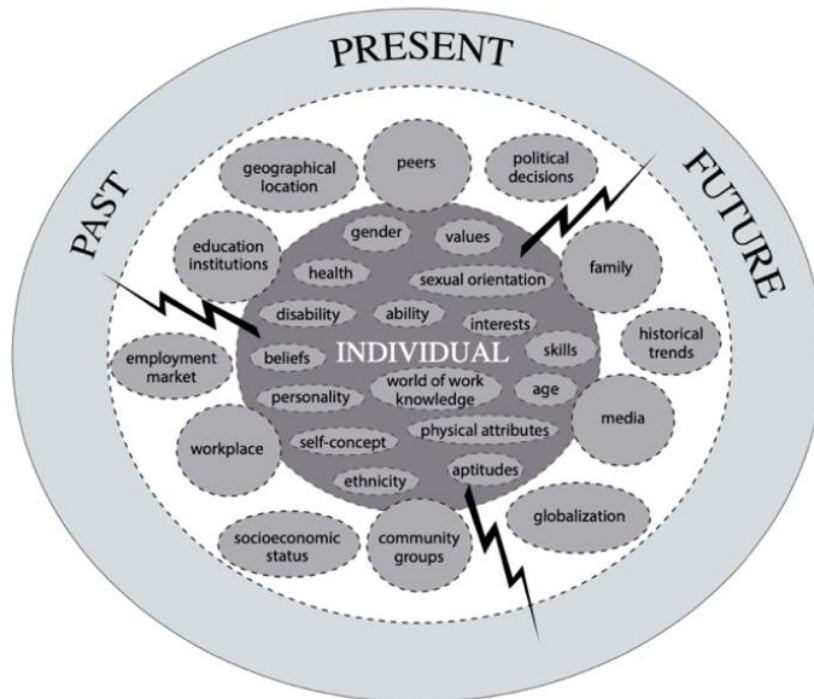 PRESENT
PAST
FUTURE
geographical
location
peers
political
decisions
education
institutions
gender
values
family
health
sexual orientation
disability
ability
interests
historical
trends
employment
market
beliefs
INDIVIDUAL
skills
personality
world of work
knowledge
age
media
workplace
self-concept
physical attributes
ethnicity
aptitudes
socioeconomic
status
community
groups
globalization